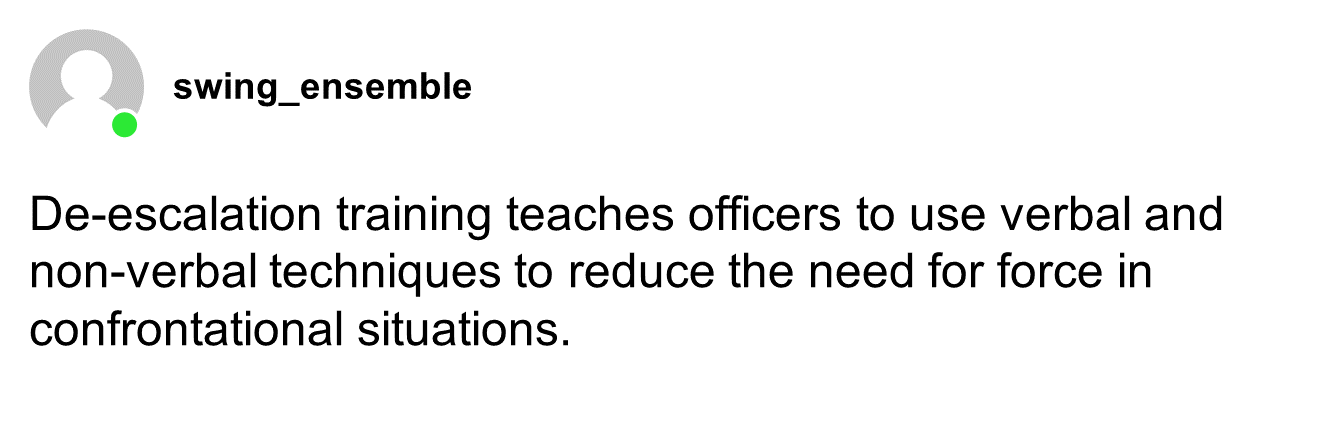 swing_ensemble
De-escalation training teaches officers to use verbal and
non-verbal techniques to reduce the need for force in
confrontational situations.